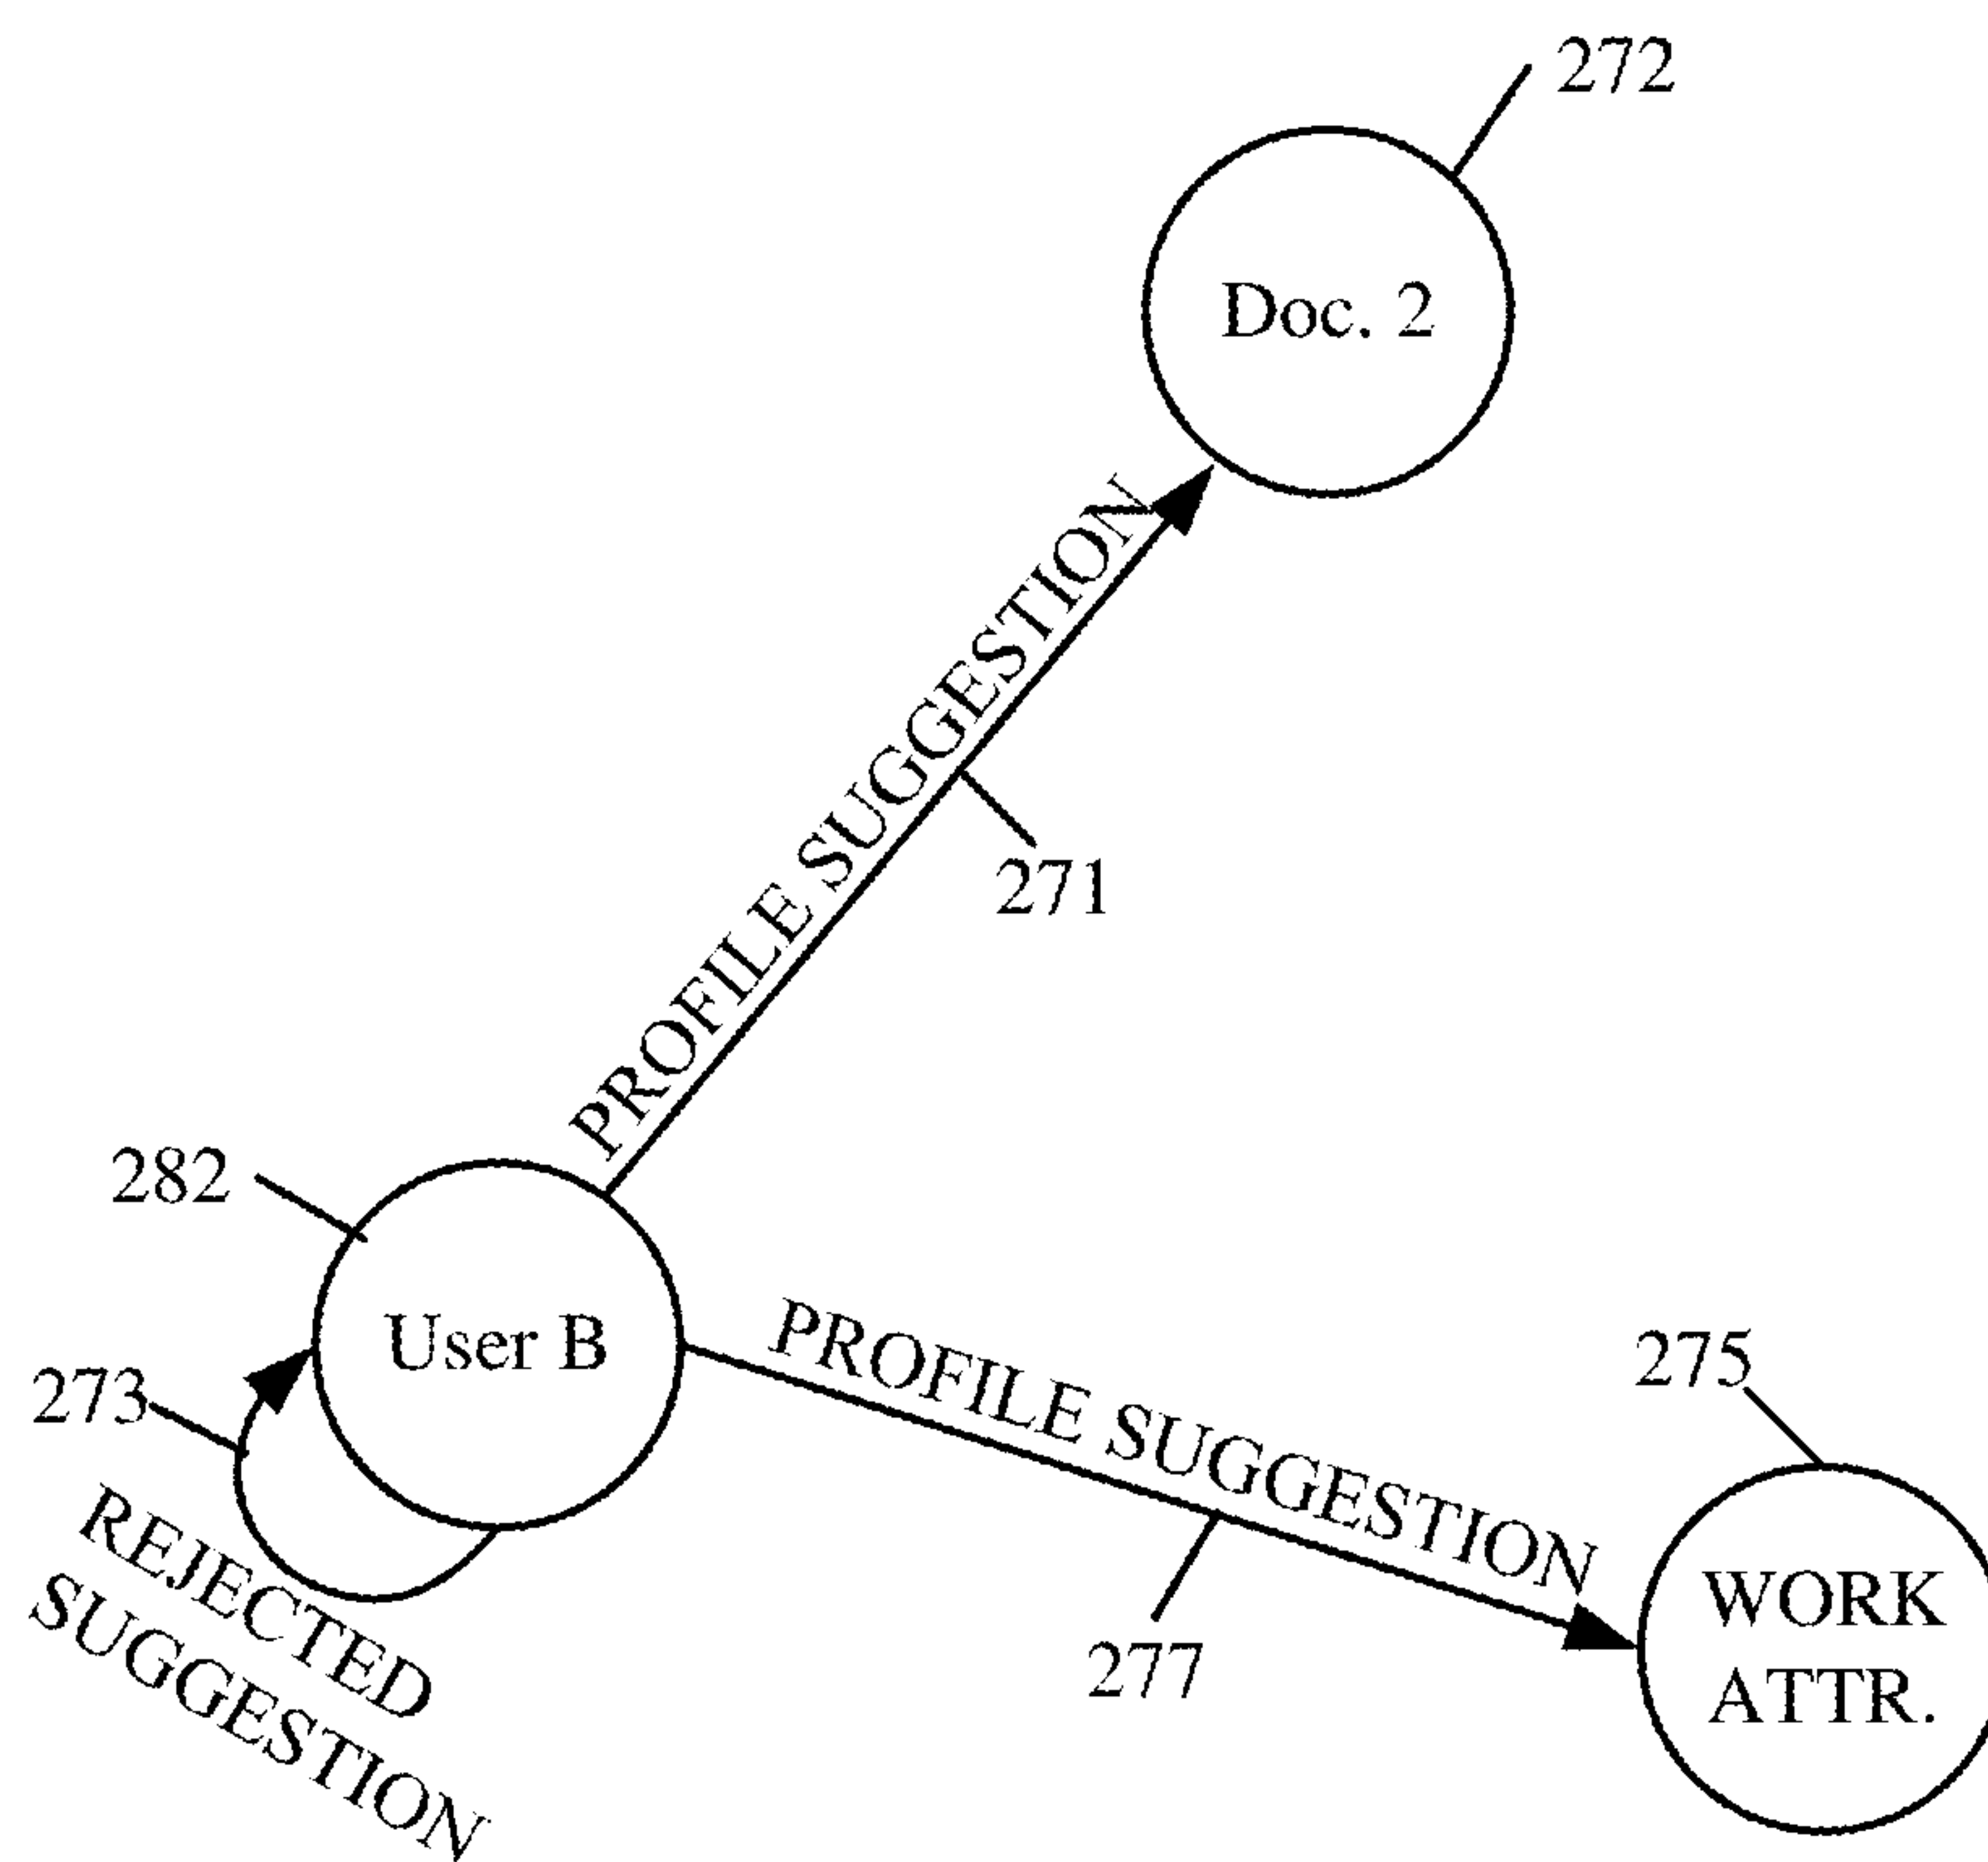 272
Doc. 2
PROFILE SUGGESTION
271
282
User B
PROFILE SUGGESTION
275
273
REJECTED
SUGGESTION
277
WORK
ATTR.